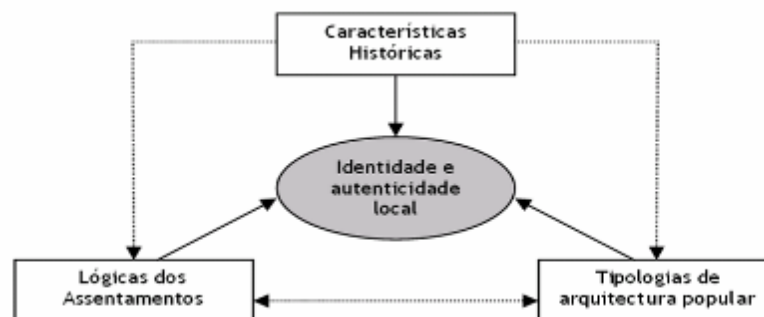 Características
Históricas
Identidade e
autenticidade
local
Lógicas dos
Assentamentos
Tipologias de
arquitectura popular